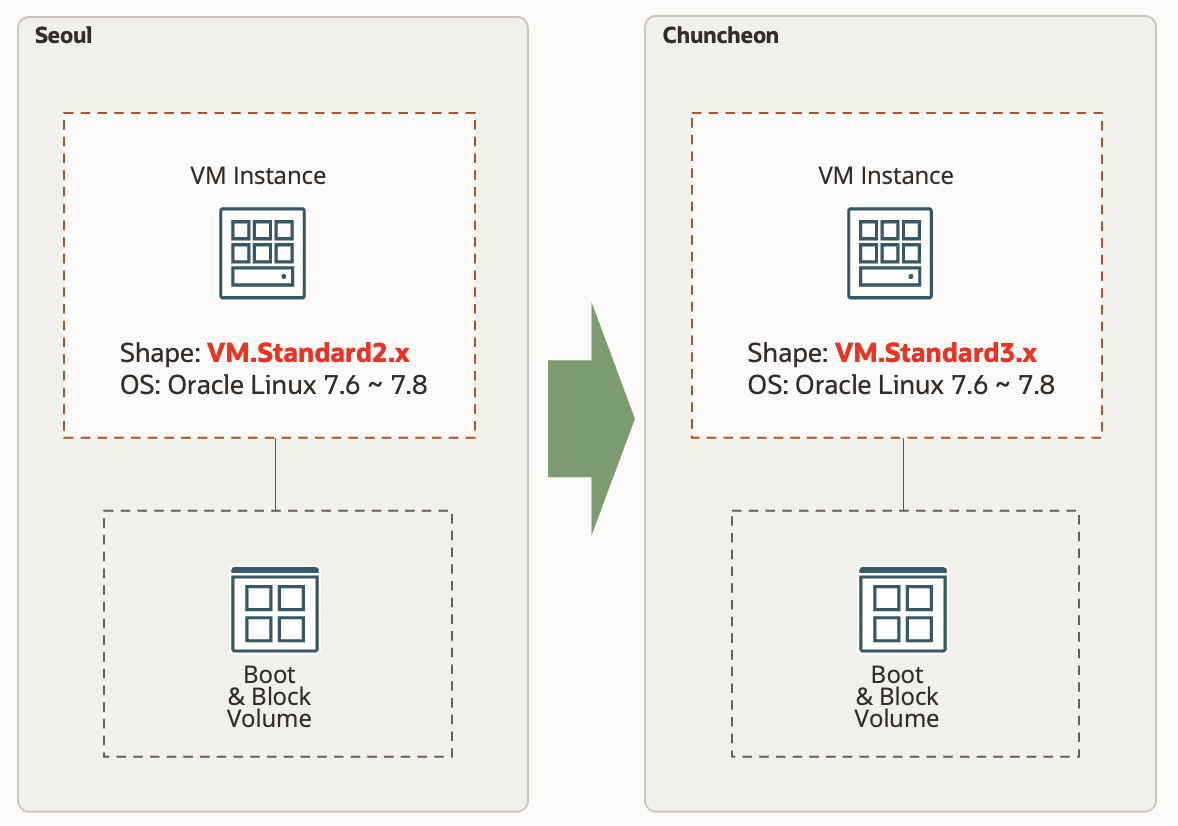 Seoul
VM Instance
Shape: VM.Standard2.x
OS: Oracle Linux 7.6 ~ 7.8
Boot
& Block
Volume
Chuncheon
VM Instance
Shape: VM.Standard3.x
OS: Oracle Linux 7.6 ~ 7.8
Boot
& Block
Volume